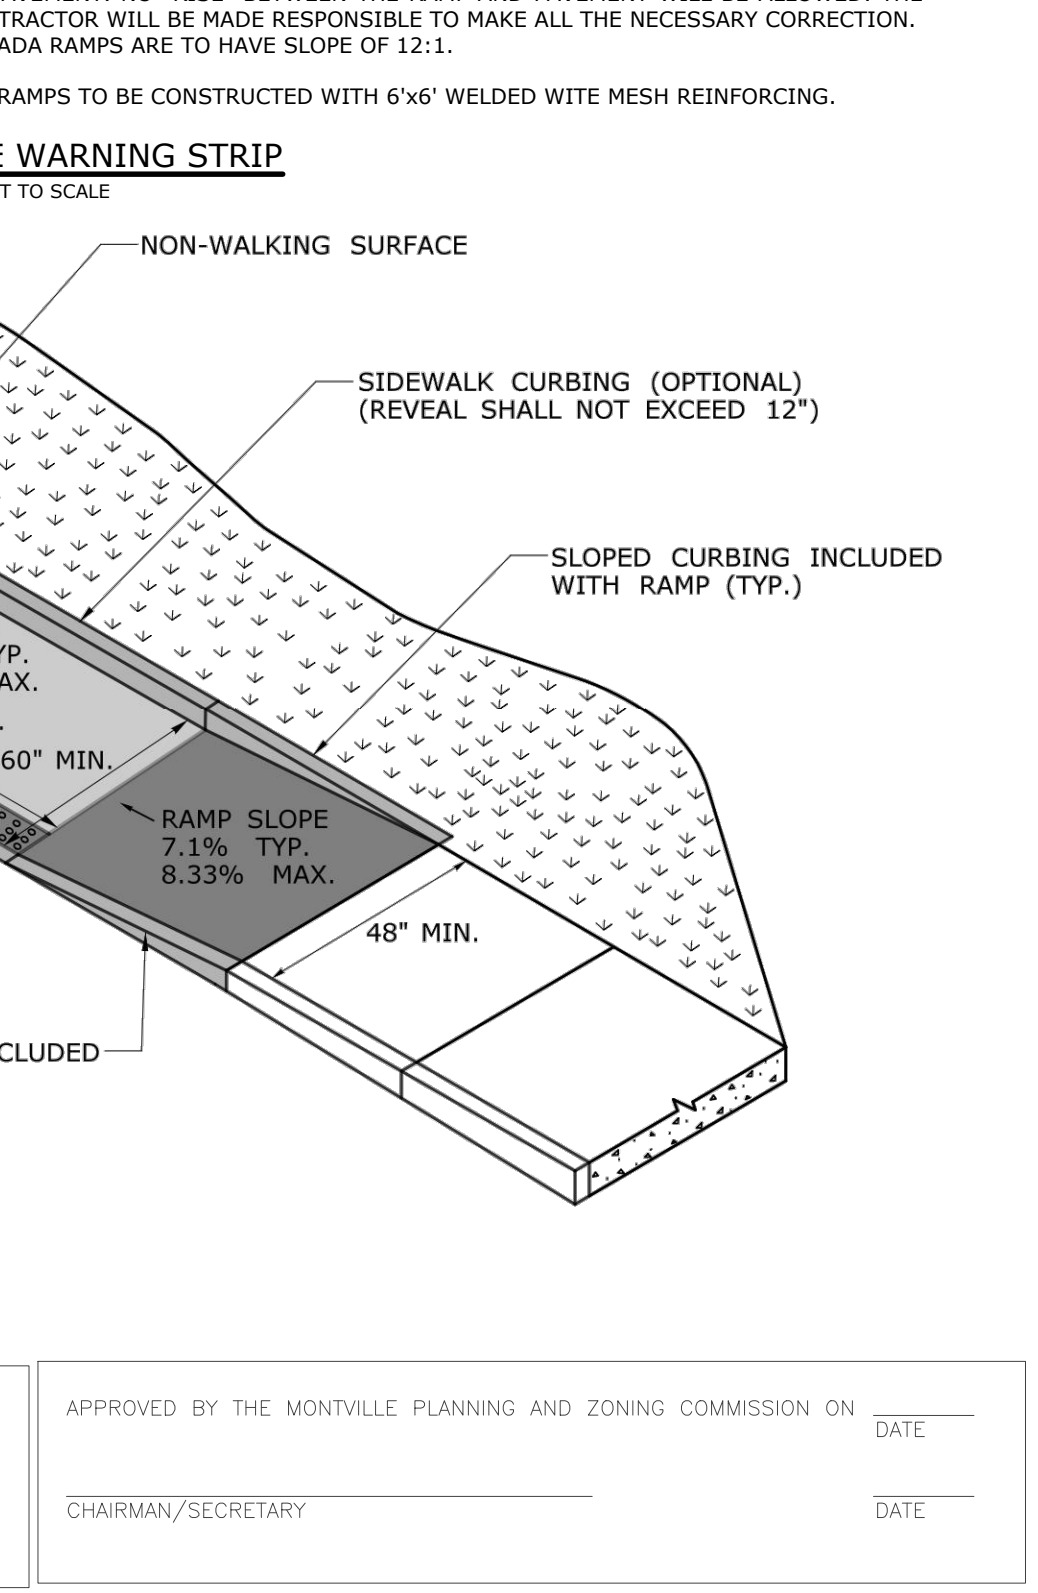 TRACTOR WILL BE MADE RESPONSIBLE TO MAKE ALL THE NECESSARY CORRECTION.
ADA RAMPS ARE TO HAVE SLOPE OF 12:1.
RAMPS TO BE CONSTRUCTED WITH 6'x6' WELDED WITE MESH REINFORCING.
E WARNING STRIP
T TO SCALE
NON-WALKING SURFACE
SIDEWALK CURBING (OPTIONAL)
(REVEAL SHALL NOT EXCEED 12")
SLOPED CURBING INCLUDED
WITH RAMP (TYP.)
YP.
AX.
.
60" MIN.
RAMP SLOPE
7.1% TYP.
8.33% MAX.
48" MIN.
CLUDED
APPROVED BY THE MONTVILLE PLANNING AND ZONING COMMISSION ON
DATE
CHAIRMAN/SECRETARY
DATE